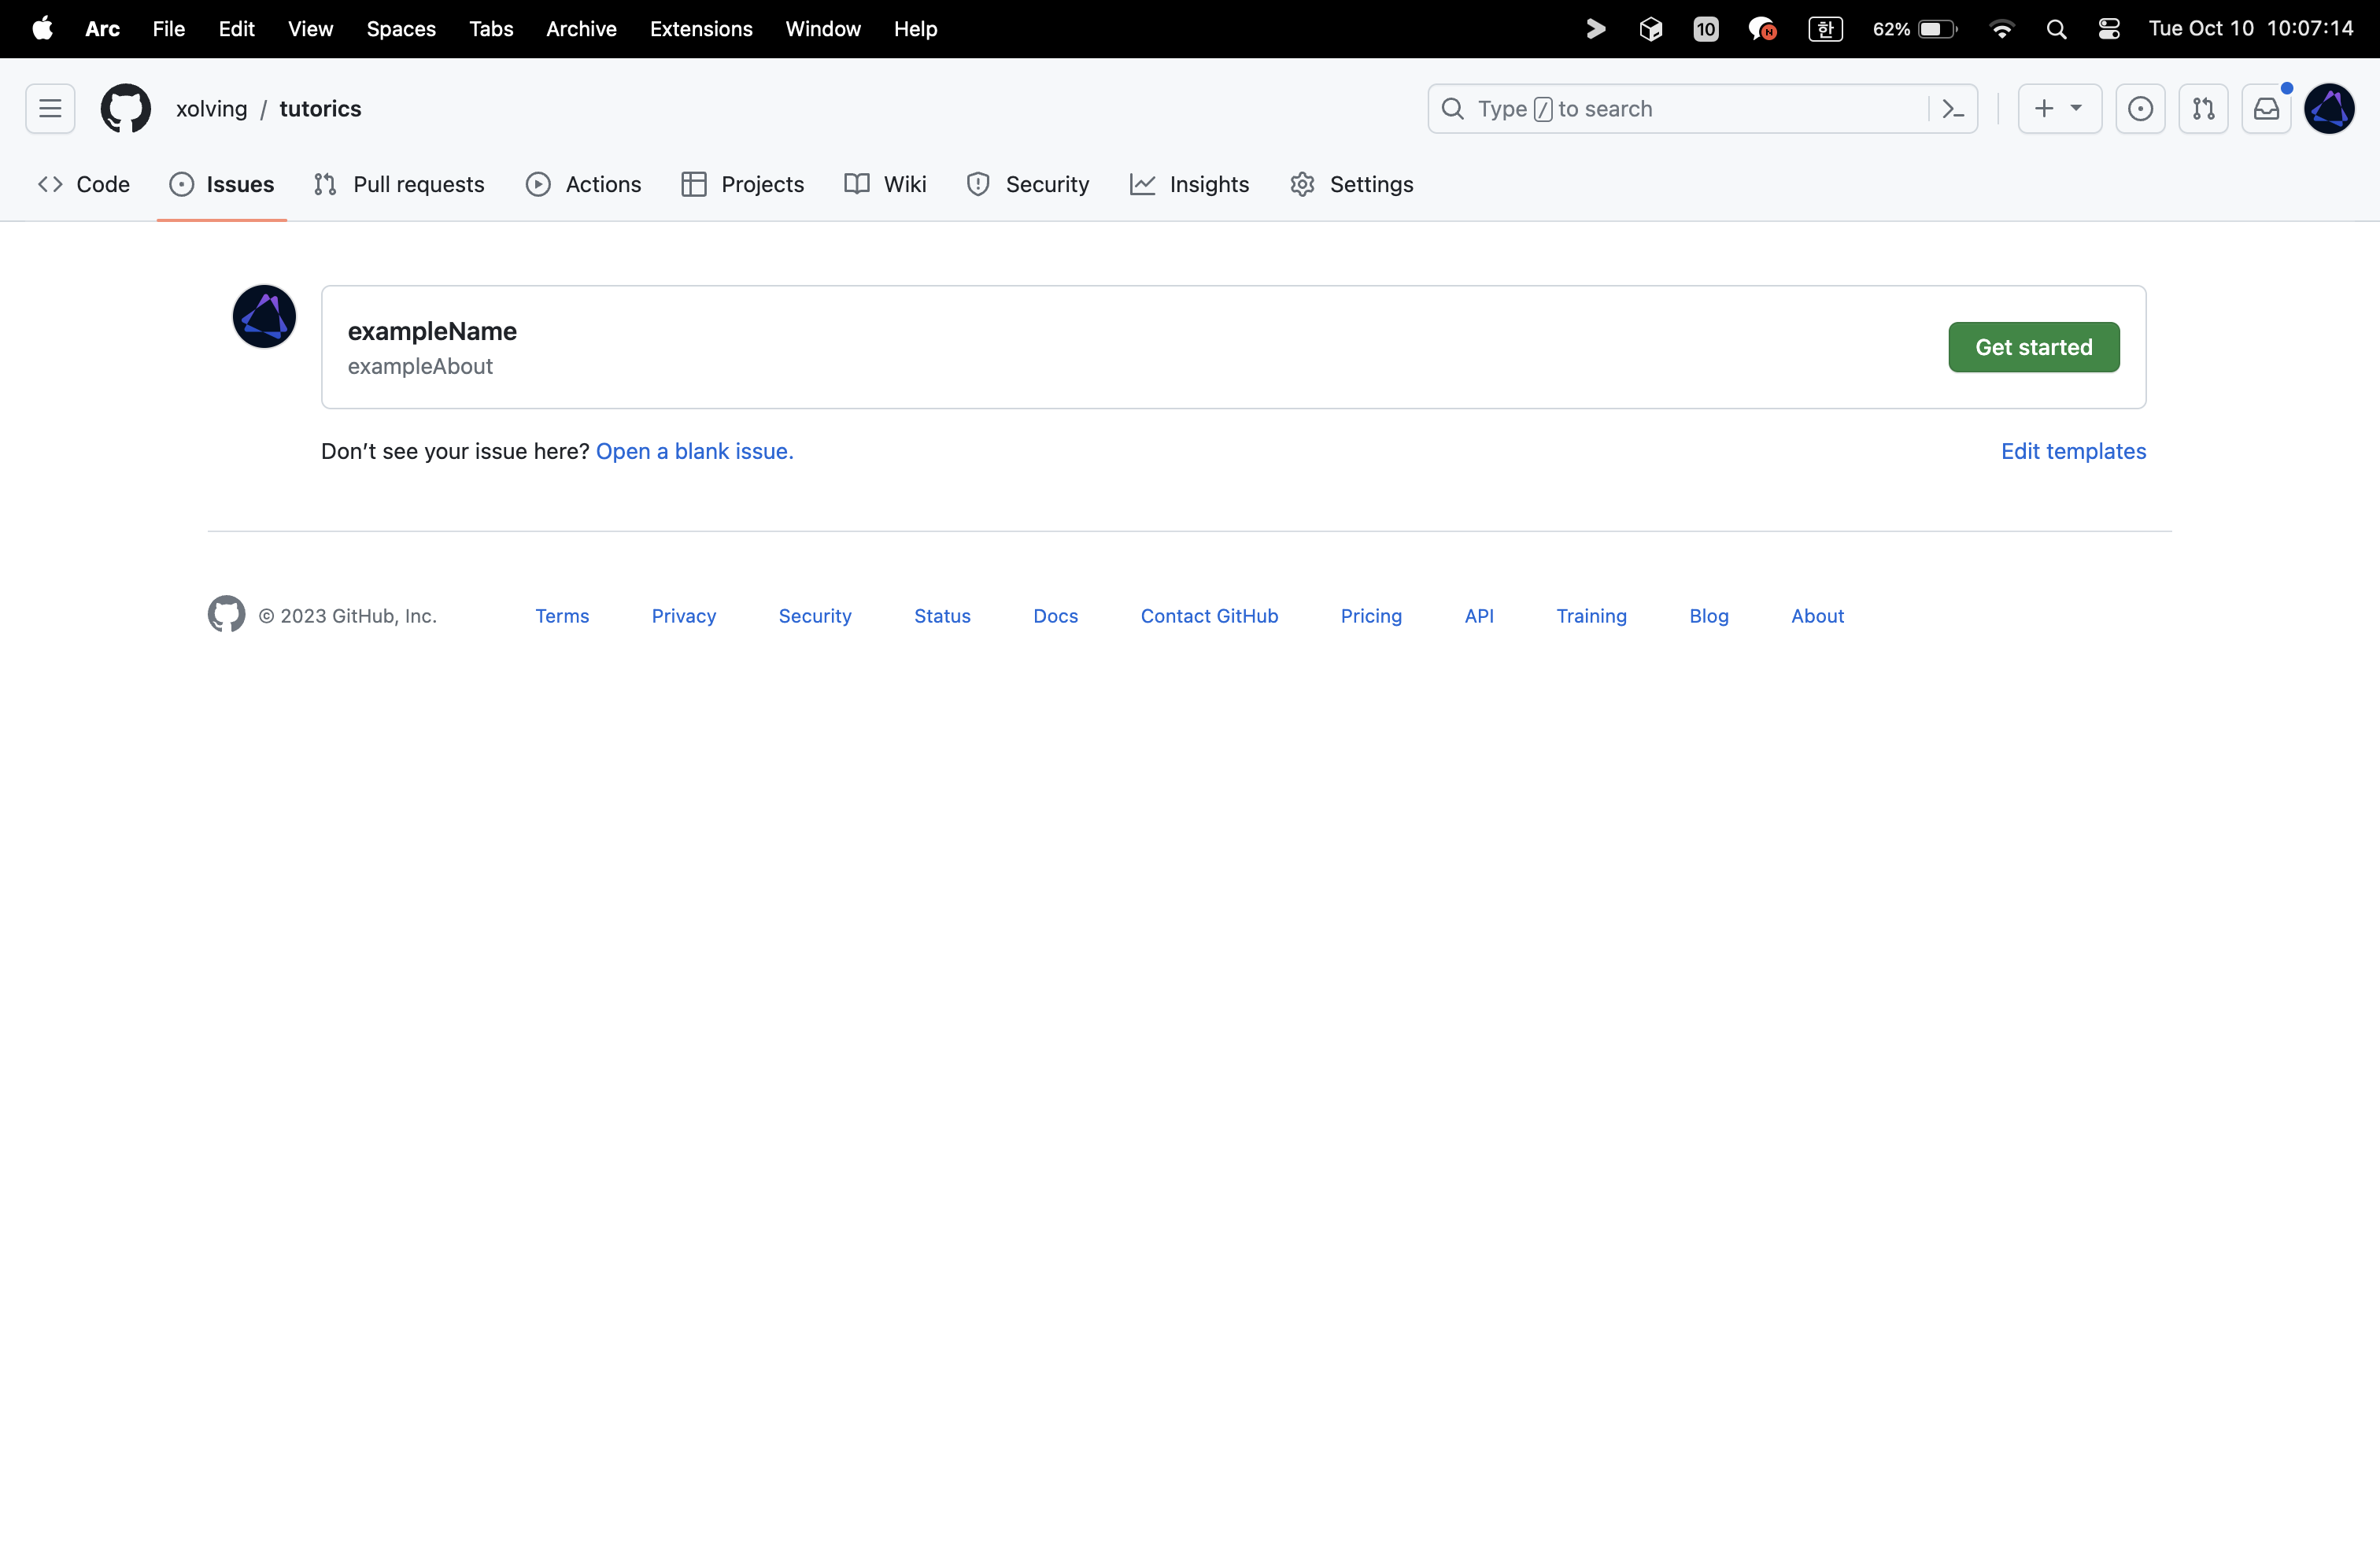 Arc File Edit View Spaces Tabs Archive Extensions Window Help 10 N 한 62% Tue Oct 10 10:07:14
xolving / tutorics Type / to search
Code Issues Pull requests Actions Projects Wiki Security Insights Settings
exampleName
exampleAbout
Get started
Don’t see your issue here? Open a blank issue. Edit templates
© 2023 GitHub, Inc. Terms Privacy Security Status Docs Contact GitHub Pricing API Training Blog About